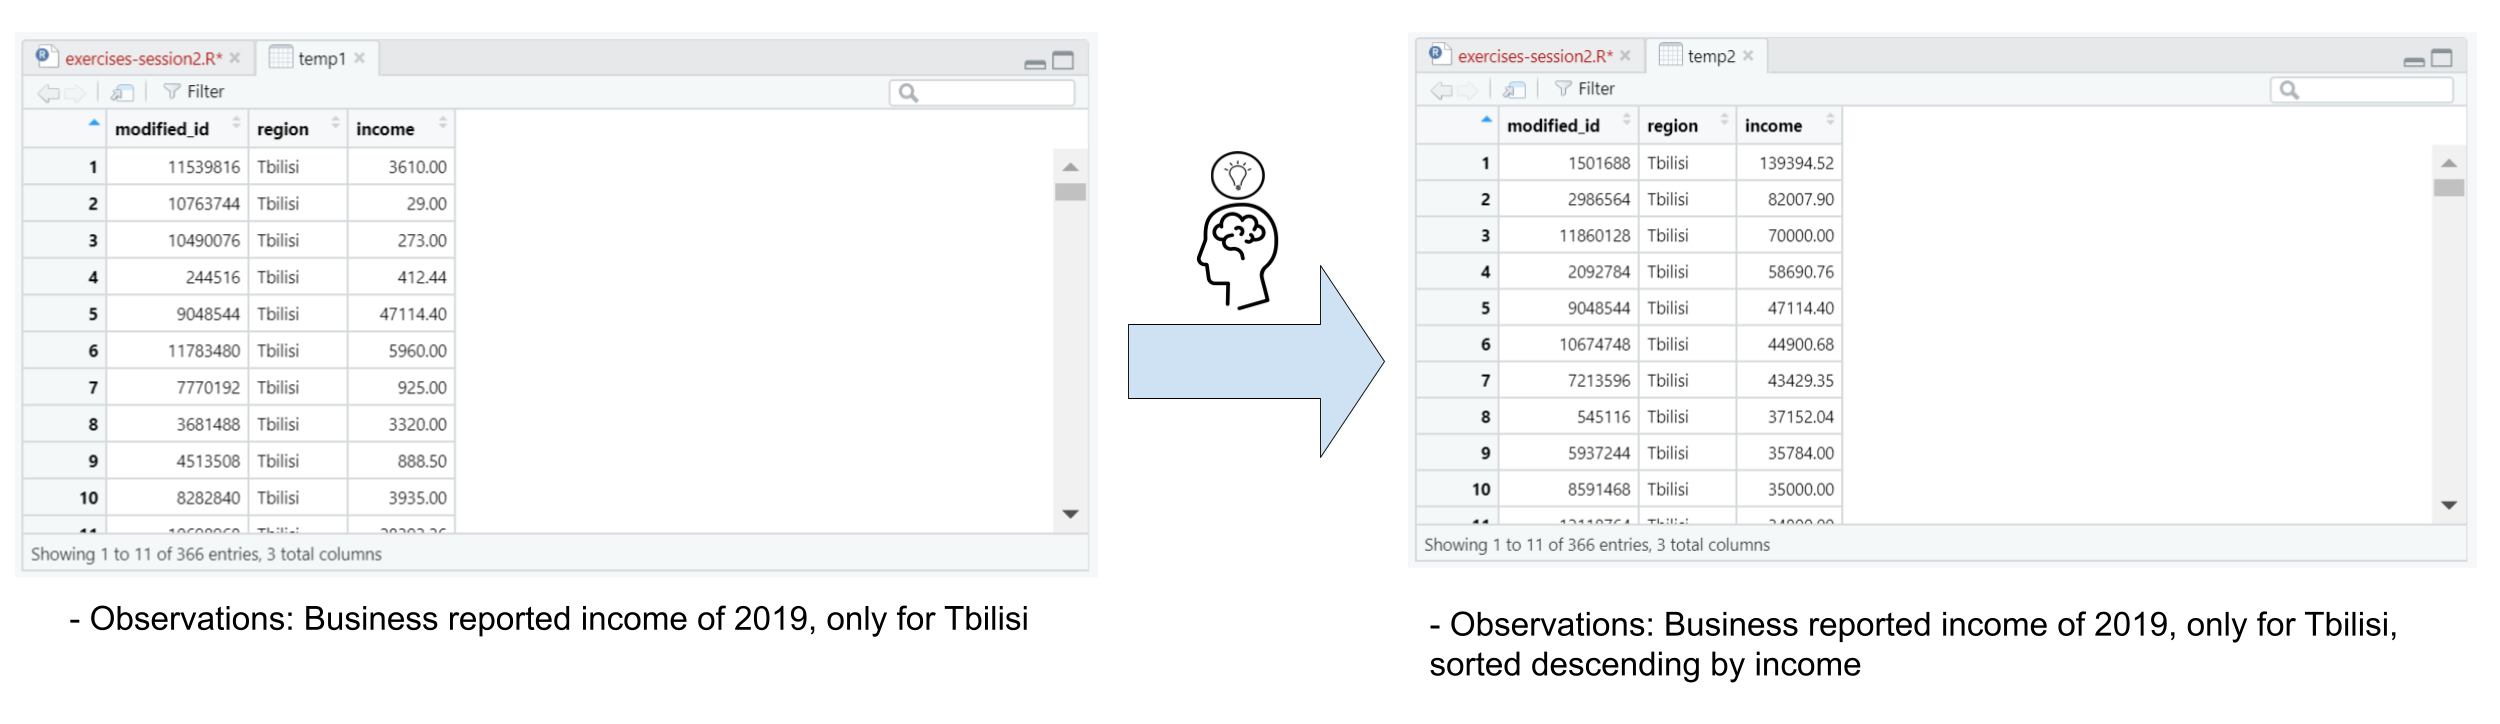 exercises-session2.R* temp1
Filter
modified_id region income
1 11539816 Tbilisi 3610.00
2 10763744 Tbilisi 29.00
3 10490076 Tbilisi 273.00
4 244516 Tbilisi 412.44
5 9048544 Tbilisi 47114.40
6 11783480 Tbilisi 5960.00
7 7770192 Tbilisi 925.00
8 3681488 Tbilisi 3320.00
9 4513508 Tbilisi 888.50
10 8282840 Tbilisi 3935.00
11 Tbilisi
Showing 1 to 11 of 366 entries, 3 total columns
- Observations: Business reported income of 2019, only for Tbilisi
exercises-session2.R* temp2
Filter
modified_id region income
1 1501688 Tbilisi 139394.52
2 2986564 Tbilisi 82007.90
3 11860128 Tbilisi 70000.00
4 2092784 Tbilisi 58690.76
5 9048544 Tbilisi 47114.40
6 10674748 Tbilisi 44900.68
7 7213596 Tbilisi 43429.35
8 545116 Tbilisi 37152.04
9 5937244 Tbilisi 35784.00
10 8591468 Tbilisi 35000.00
11 Tbilisi
Showing 1 to 11 of 366 entries, 3 total columns
- Observations: Business reported income of 2019, only for Tbilisi,
sorted descending by income